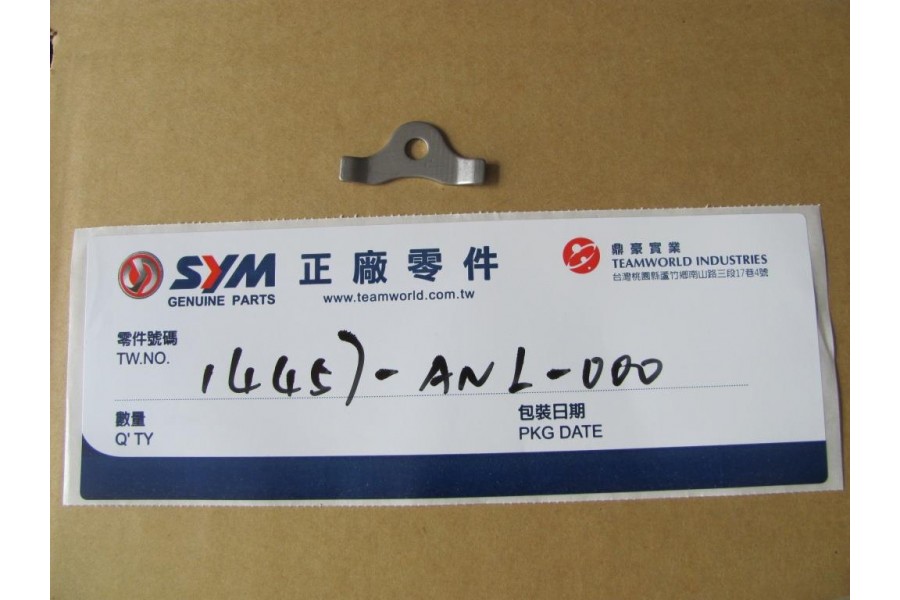 SYM
GENUINE PARTS
正廠零件
www.teamworld.com.tw
鼎豪實業
TEAMWORLD INDUSTRIES
台灣桃園縣蘆竹鄉南山路三段17巷4號
零件號碼
TW.NO.
14457-ANL-000
數量
Q'TY
包裝日期
PKG DATE